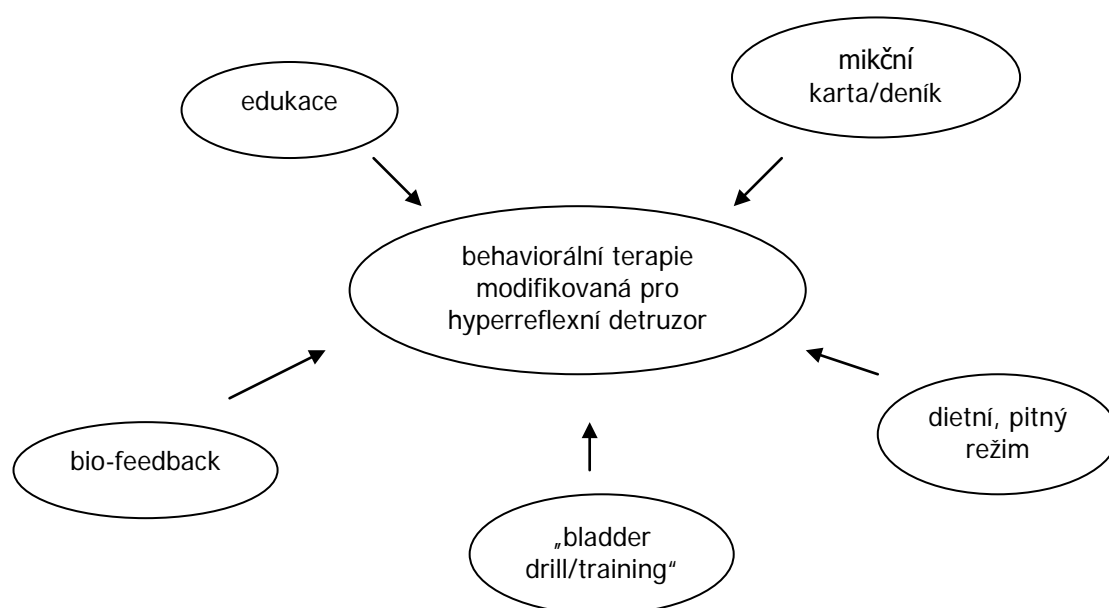 edukace
mikční
karta/deník
behaviorální terapie
modifikovaná pro
hyperreflexní detruzor
bio-feedback
„bladder
drill/training“
dietní, pitný
režim